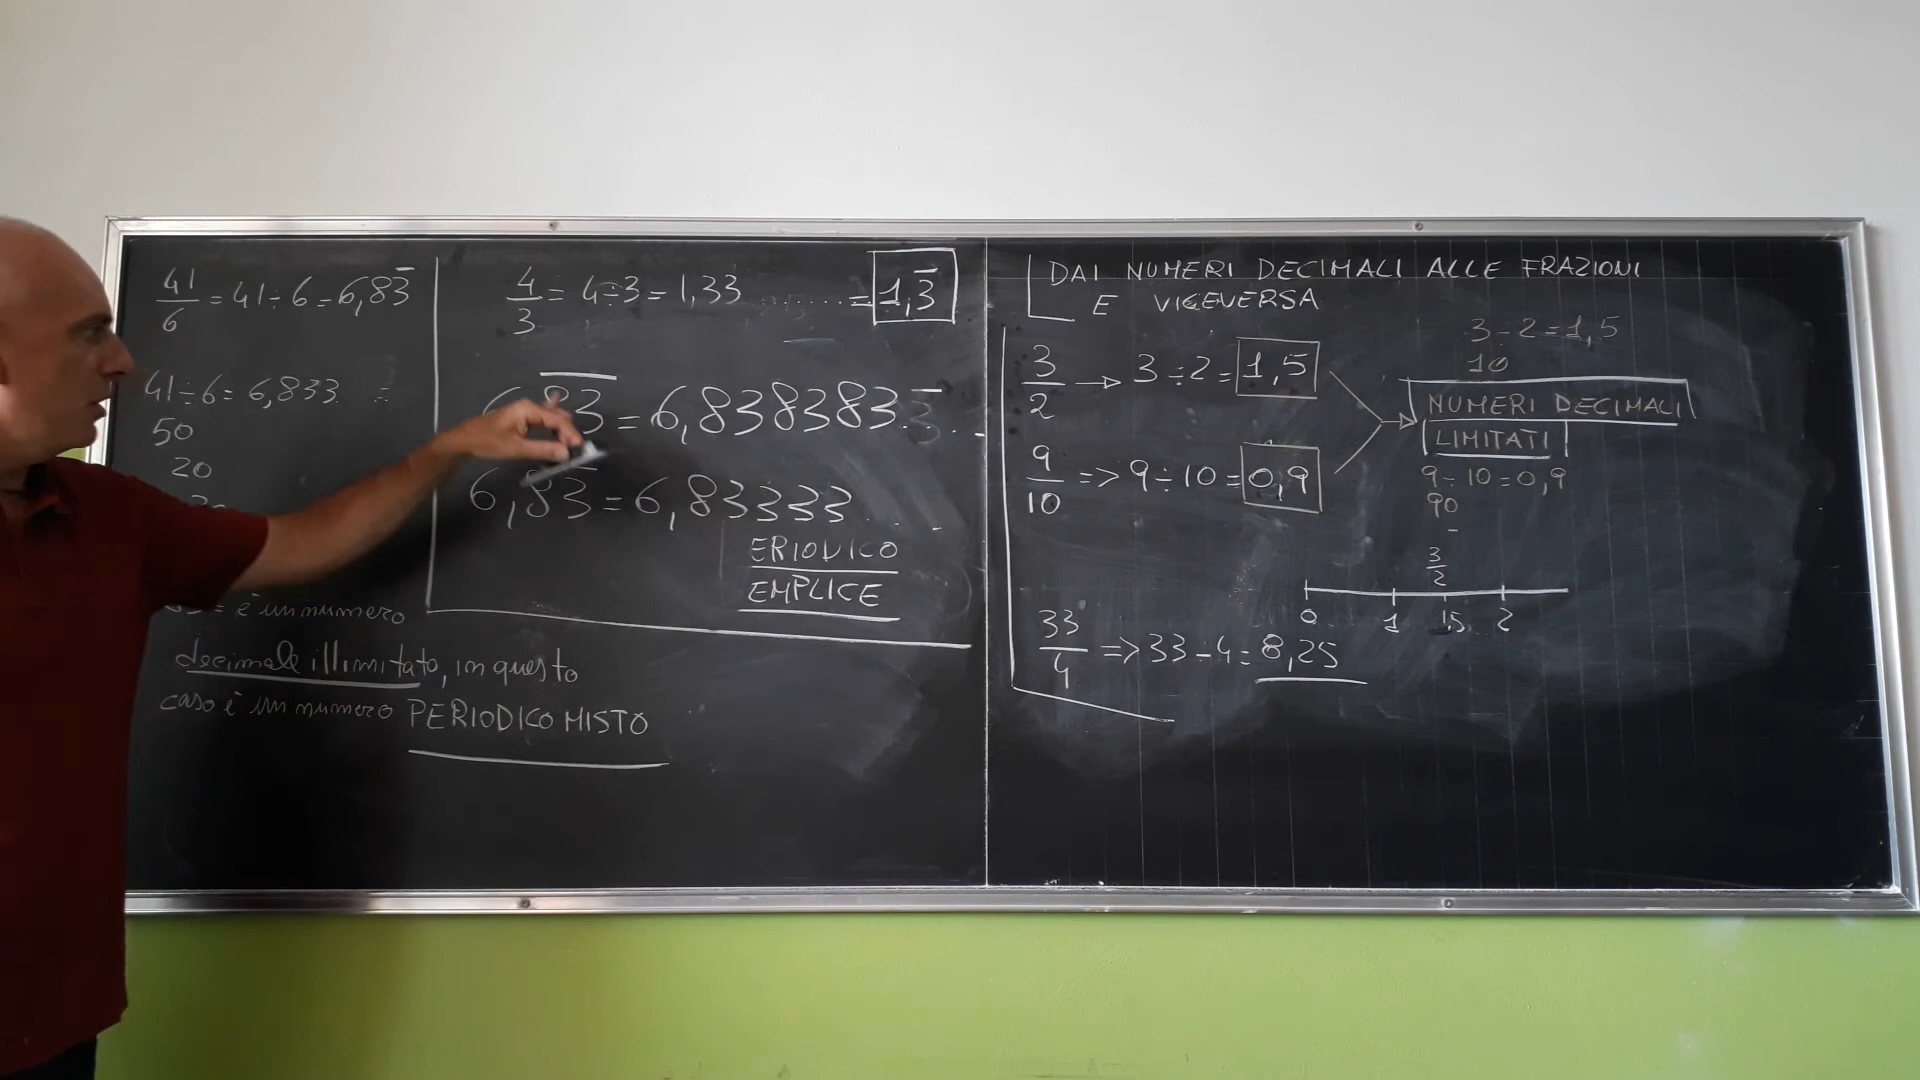 41/6 = 41 ÷ 6 = 6,83̅
41 ÷ 6 = 6,833 =
50
20
è un numero
decimale illimitato, in questo
caso è un numero PERIODICO MISTO
4/3 = 4 ÷ 3 = 1,33 ........ = 1,3̅
6,8̅3̅ = 6,8383833....
6,83̅ = 6,83333 ...
ERIODICO
EMPLICE
DAI NUMERI DECIMALI ALLE FRAZIONI
E VICEVERSA
3 ÷ 2 = 1,5
10
3/2 → 3 ÷ 2 = 1,5
NUMERI DECIMALI
LIMITATI
9/10 => 9 ÷ 10 = 0,9
9 ÷ 10 = 0,9
90
-
3/2
0 1 1,5 2
33/4 => 33 ÷ 4 = 8,25